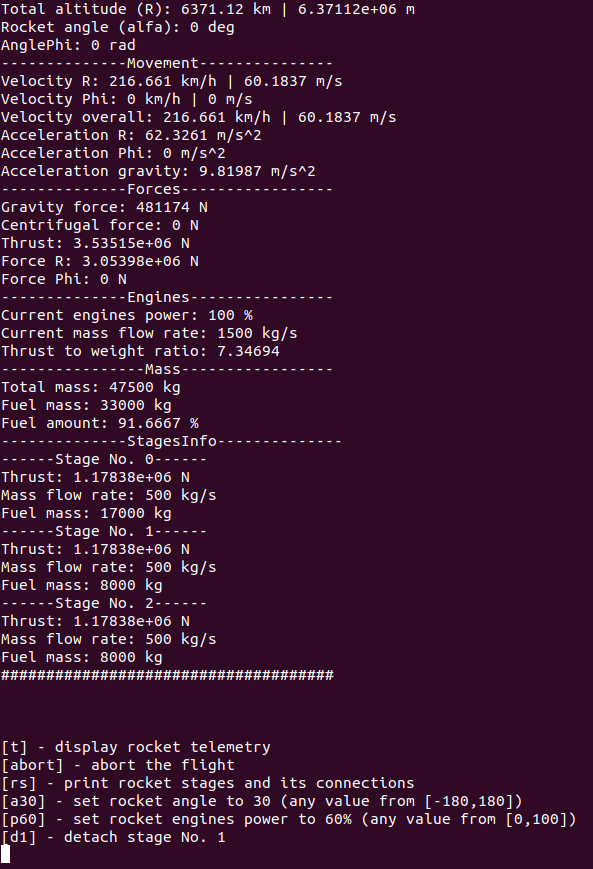 Total altitude (R): 6371.12 km | 6.37112e+06 m
Rocket angle (alfa): 0 deg
AnglePhi: 0 rad
--------------Movement---------------
Velocity R: 216.661 km/h | 60.1837 m/s
Velocity Phi: 0 km/h | 0 m/s
Velocity overall: 216.661 km/h | 60.1837 m/s
Acceleration R: 62.3261 m/s^2
Acceleration Phi: 0 m/s^2
Acceleration gravity: 9.81987 m/s^2
--------------Forces-----------------
Gravity force: 481174 N
Centrifugal force: 0 N
Thrust: 3.53515e+06 N
Force R: 3.05398e+06 N
Force Phi: 0 N
--------------Engines----------------
Current engines power: 100 %
Current mass flow rate: 1500 kg/s
Thrust to weight ratio: 7.34694
----------------Mass-----------------
Total mass: 47500 kg
Fuel mass: 33000 kg
Fuel amount: 91.6667 %
--------------StagesInfo--------------
------Stage No. 0------
Thrust: 1.17838e+06 N
Mass flow rate: 500 kg/s
Fuel mass: 17000 kg
------Stage No. 1------
Thrust: 1.17838e+06 N
Mass flow rate: 500 kg/s
Fuel mass: 8000 kg
------Stage No. 2------
Thrust: 1.17838e+06 N
Mass flow rate: 500 kg/s
Fuel mass: 8000 kg
#####################################
[t] - display rocket telemetry
[abort] - abort the flight
[rs] - print rocket stages and its connections
[a30] - set rocket angle to 30 (any value from [-180,180])
[p60] - set rocket engines power to 60% (any value from [0,100])
[d1] - detach stage No. 1